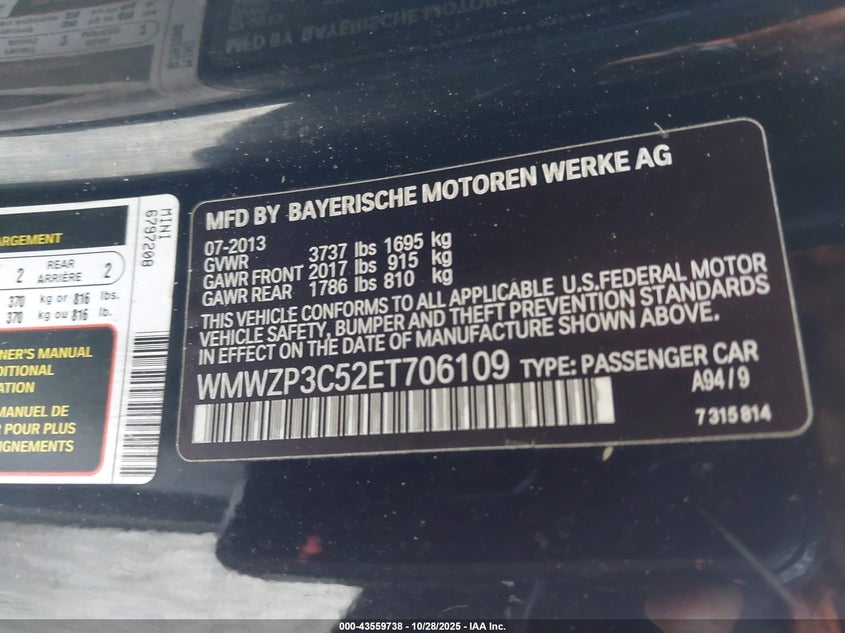 MFD BY BAYERISCHE MOTOREN WERKE AG
07-2013
GVWR 3737 lbs 1695 kg
GAWR FRONT 2017 lbs 915 kg
GAWR REAR 1786 lbs 810 kg
THIS VEHICLE CONFORMS TO ALL APPLICABLE U.S.FEDERAL MOTOR
VEHICLE SAFETY, BUMPER AND THEFT PREVENTION STANDARDS
IN EFFECT ON THE DATE OF MANUFACTURE SHOWN ABOVE.
WMWZP3C52ET706109 TYPE: PASSENGER CAR
A94/9
7 315 814
MINI
6797208
ARGEMENT
2 REAR ARRIÈRE 2
370 kg or 816 lbs.
370 kg ou 816 lb.
NER'S MANUAL
DITIONAL
ATION
MANUEL DE
R POUR PLUS
IGNEMENTS
000-43559738 - 10/28/2025 - IAA Inc.